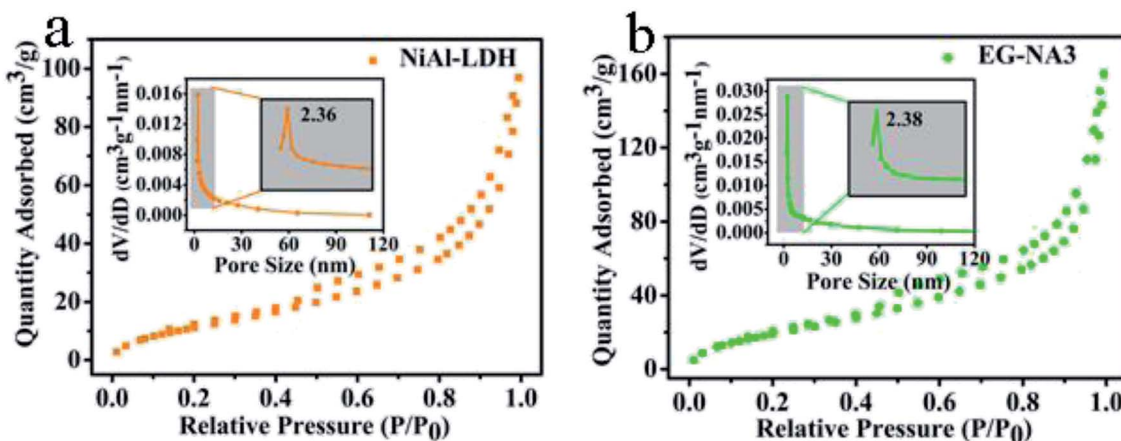 a
NiAl-LDH
Quantity Adsorbed (cm³/g)
100
80
60
40
20
0
0.0 0.2 0.4 0.6 0.8 1.0
Relative Pressure (P/P0)
dV/dD (cm³g⁻¹nm⁻¹)
0.016
0.012
0.008
0.004
0.000
2.36
0 30 60 90 120
Pore Size (nm)
b
EG-NA3
Quantity Adsorbed (cm³/g)
160
120
80
40
0
0.0 0.2 0.4 0.6 0.8 1.0
Relative Pressure (P/P0)
dV/dD (cm³g⁻¹nm⁻¹)
0.030
0.025
0.020
0.015
0.010
0.005
0.000
2.38
0 30 60 90 120
Pore Size (nm)